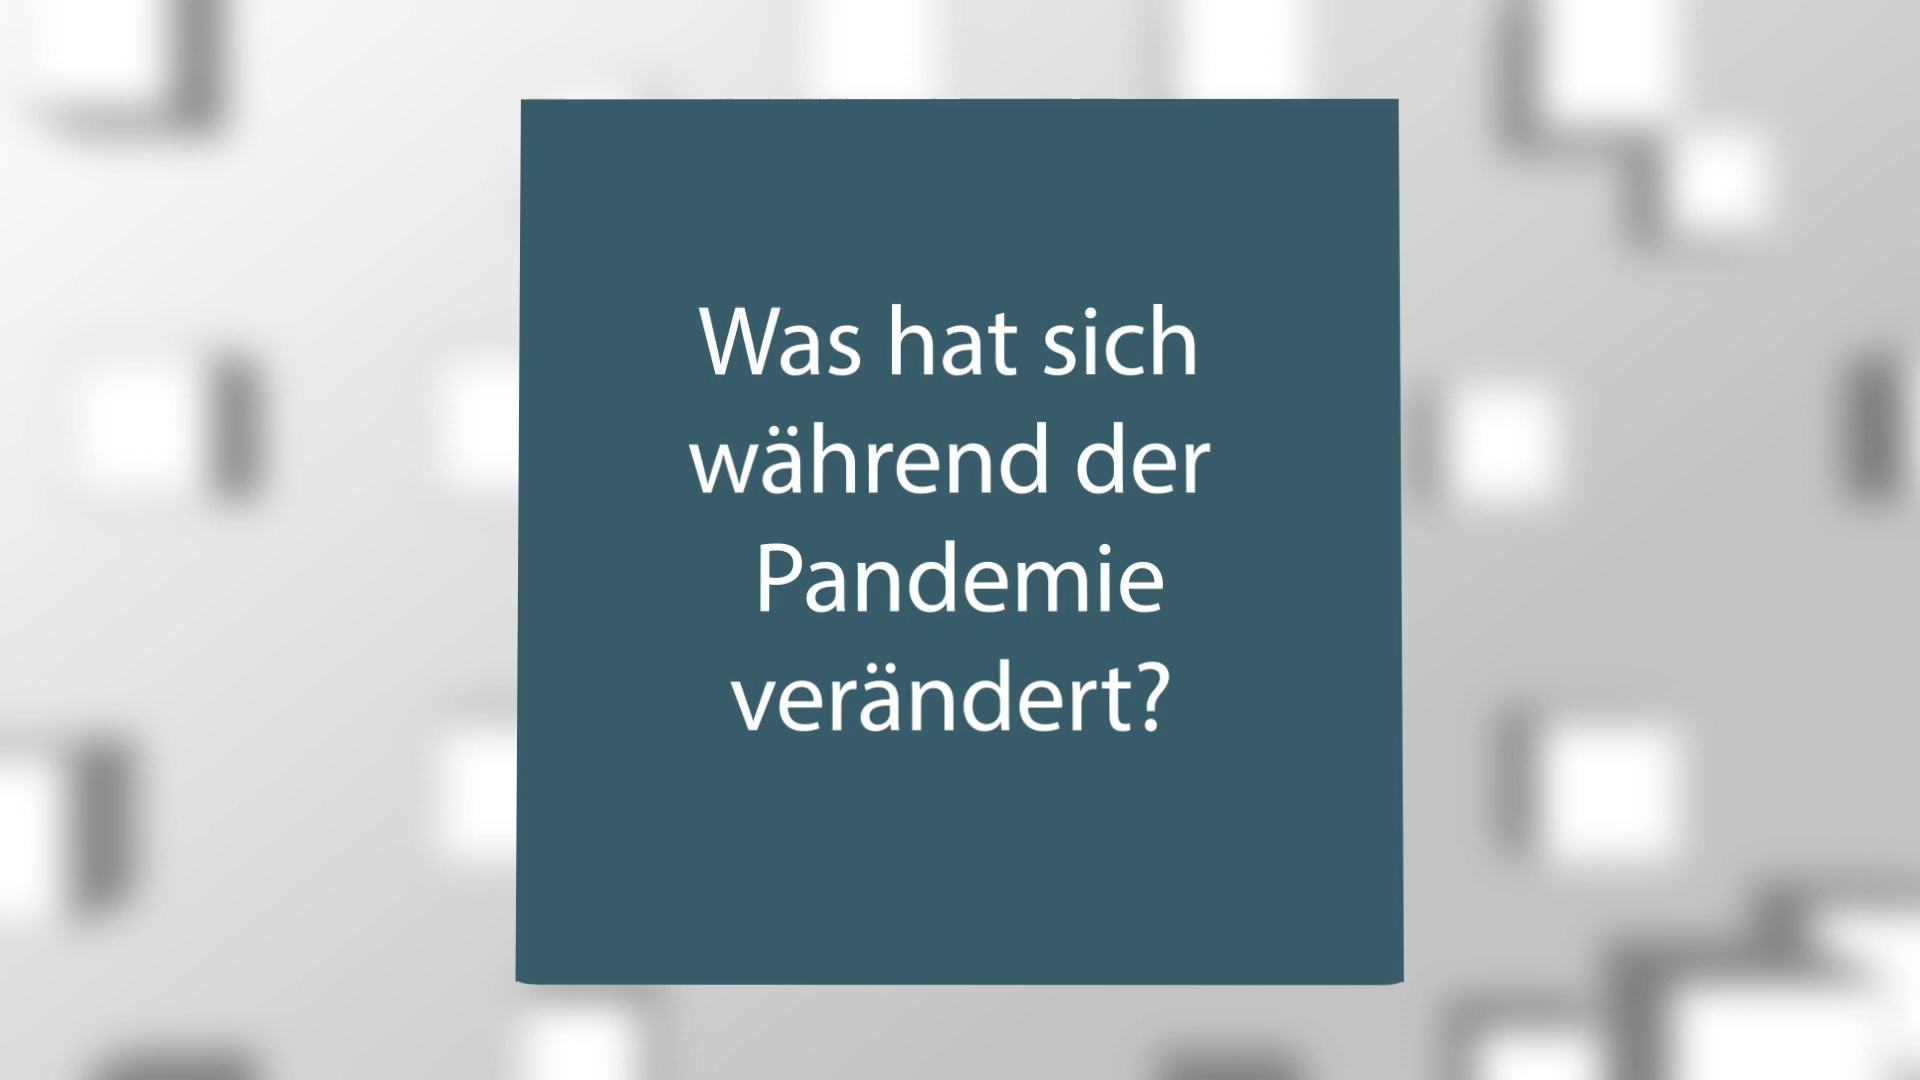 Was hat sich
während der
Pandemie
verändert?